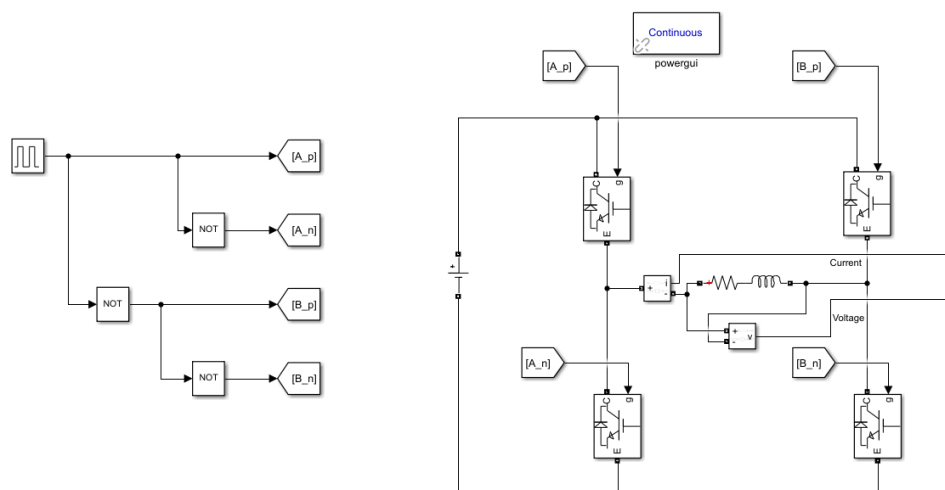 Continuous
powergui
[A_p]
[B_p]
[A_p]
C
g
E
C
g
E
NOT
[A_n]
Current
+
i
-
NOT
[B_p]
+
Voltage
+
-
v
[A_n]
[B_n]
NOT
[B_n]
C
g
E
C
g
E